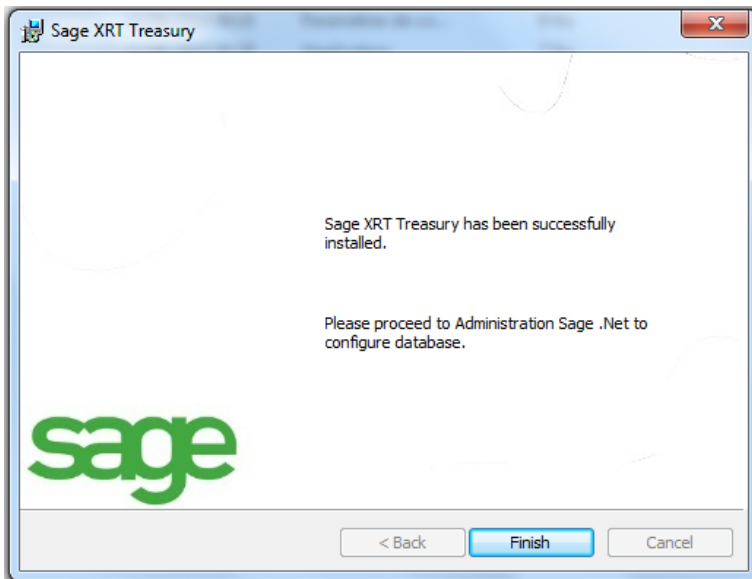 Sage XRT Treasury
Sage XRT Treasury has been successfully
installed.
Please proceed to Administration Sage .Net to
configure database.
sage
< Back
Finish
Cancel